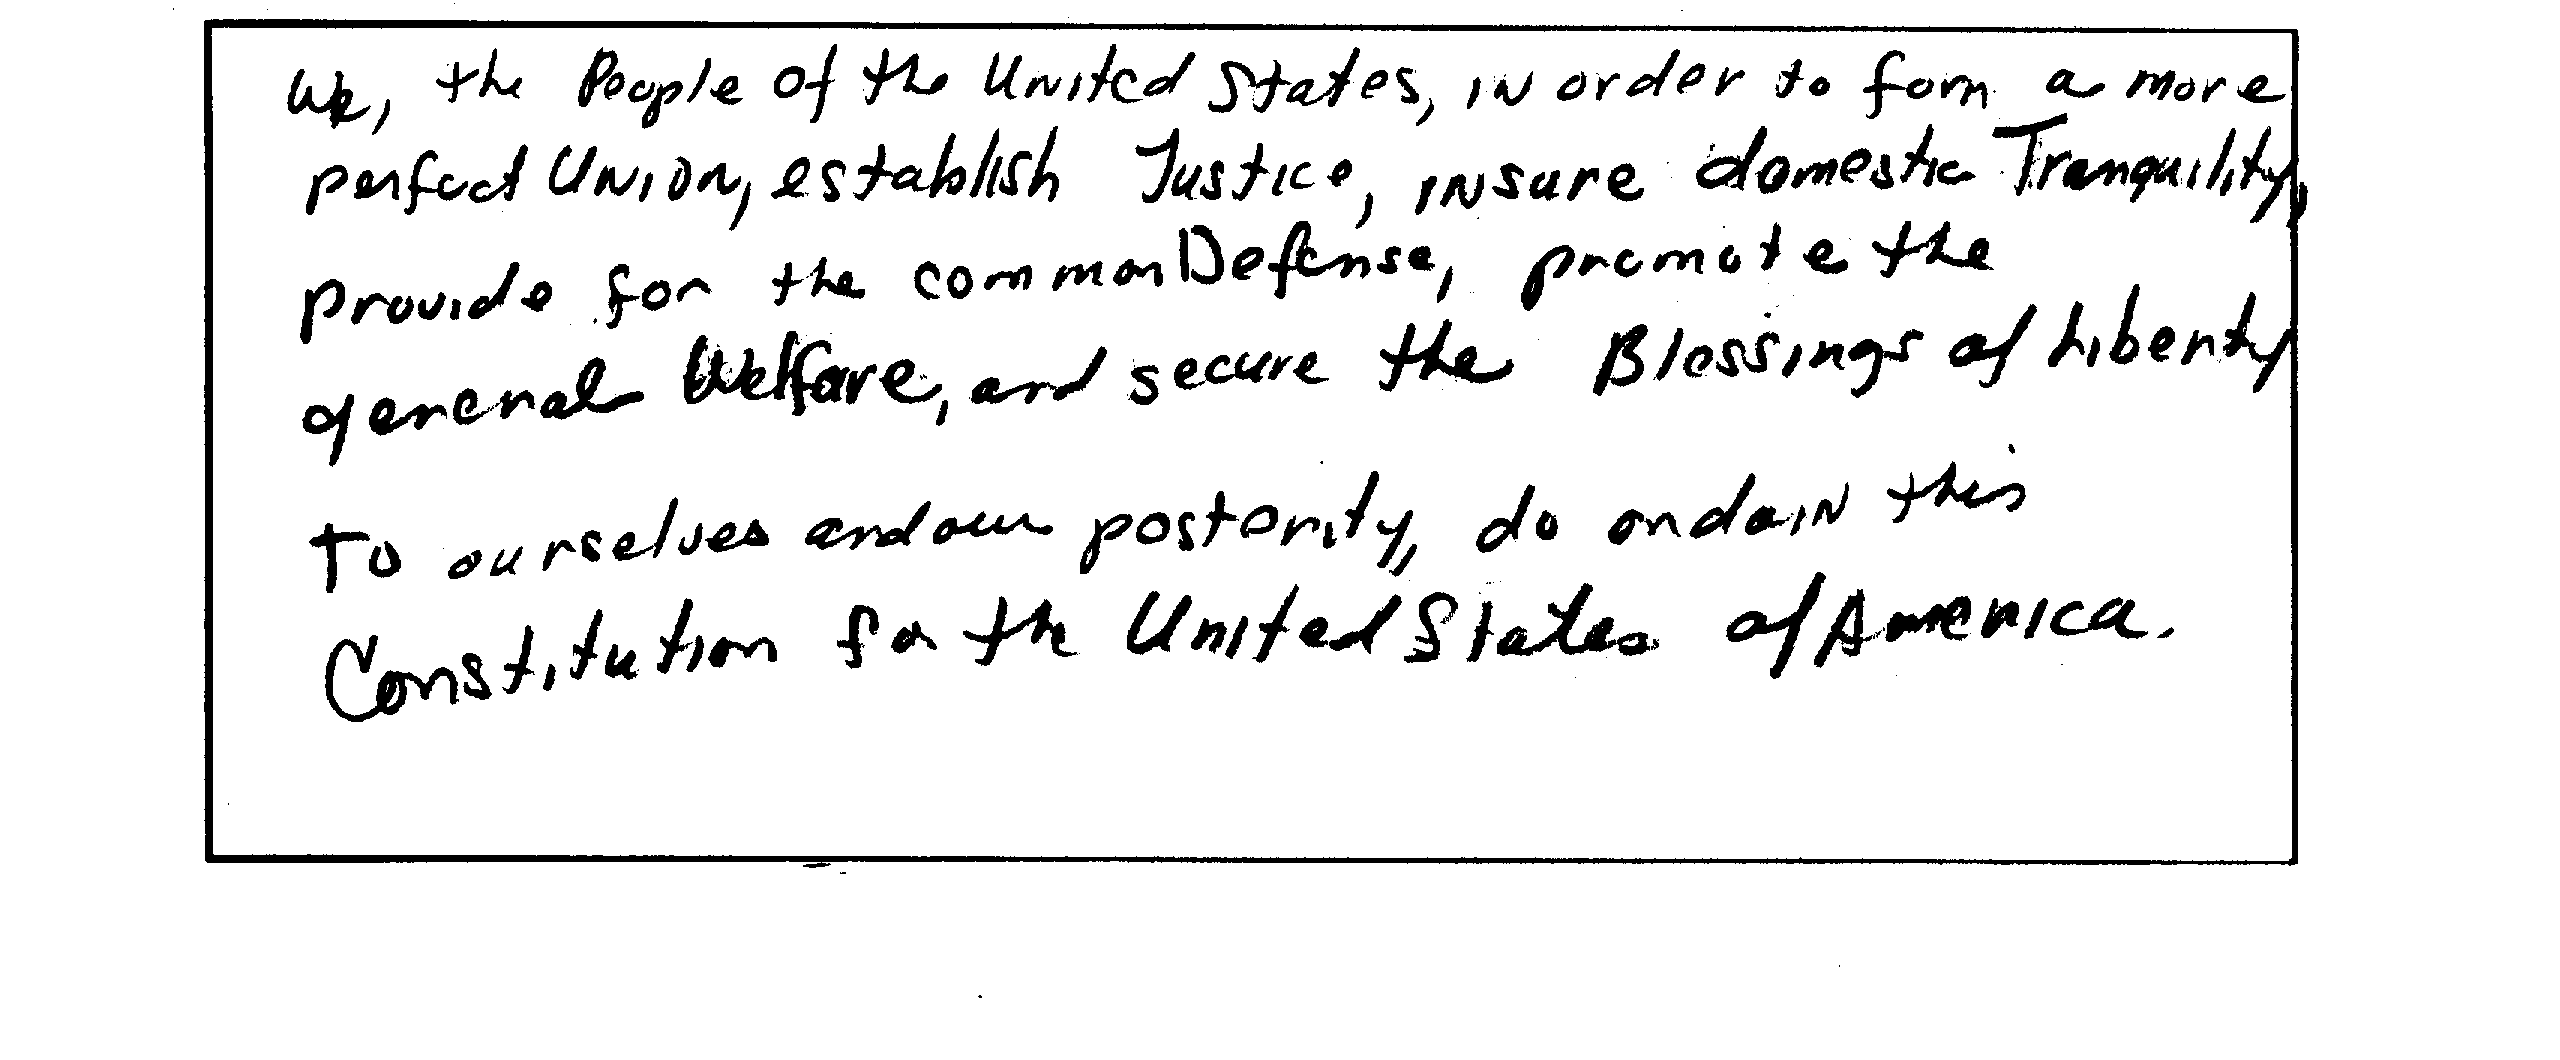 We, the People of the United States, in order to form a more
perfect Union, establish Justice, insure domestic Tranquility,
provide for the common Defense, promote the
general Welfare, and secure the Blessings of Liberty
to ourselves and our postority, do ordain this
Constitution for the United States of America.